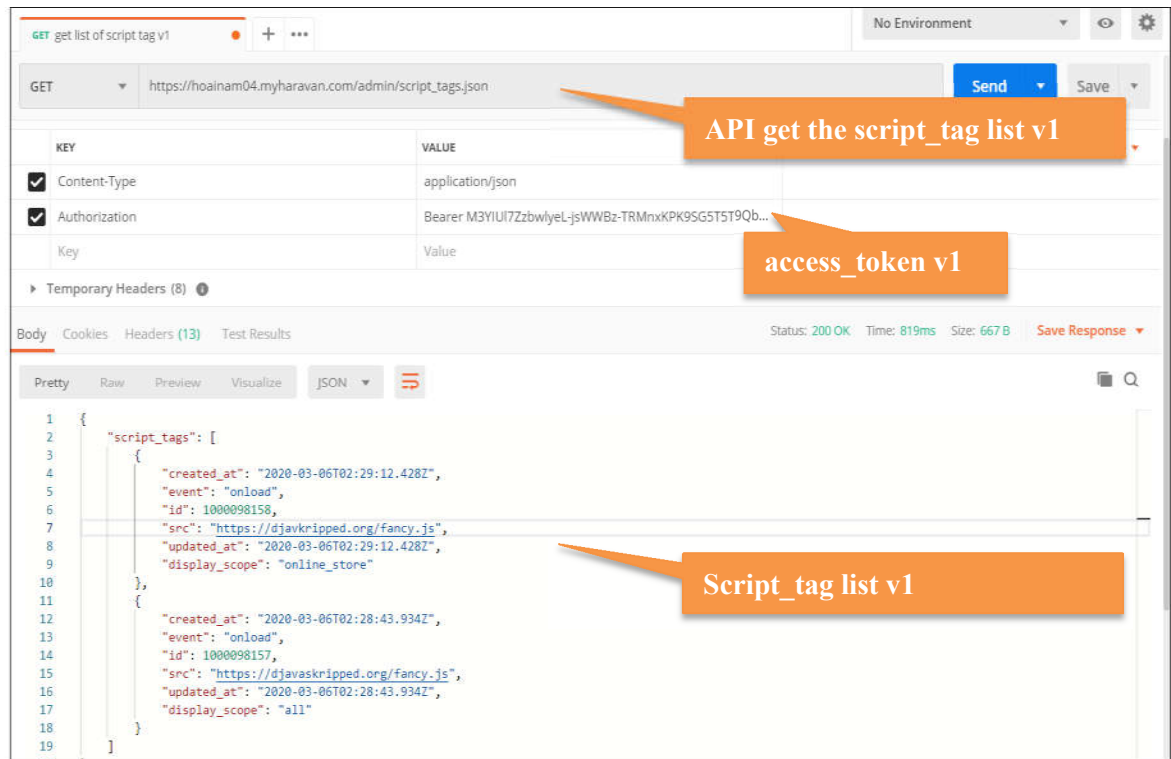 GET get list of script tag v1
No Environment
GET https://hoainam04.myharavan.com/admin/script_tags.json Send Save
API get the script_tag list v1
KEY VALUE
Content-Type application/json
Authorization Bearer M3YIUl7ZzbwlyeL-jsWWBz-TRMnxKPK9SG5T5T9Qb...
access_token v1
Key Value
Temporary Headers (8)
Body Cookies Headers (13) Test Results Status: 200 OK Time: 819ms Size: 667 B Save Response
Pretty Raw Preview Visualize JSON
1 {
2 "script_tags": [
3 {
4 "created_at": "2020-03-06T02:29:12.428Z",
5 "event": "onload",
6 "id": 1000098158,
7 "src": "https://djavkripped.org/fancy.js",
8 "updated_at": "2020-03-06T02:29:12.428Z",
9 "display_scope": "online_store"
Script_tag list v1
10 },
11 {
12 "created_at": "2020-03-06T02:28:43.934Z",
13 "event": "onload",
14 "id": 1000098157,
15 "src": "https://djavaskripped.org/fancy.js",
16 "updated_at": "2020-03-06T02:28:43.934Z",
17 "display_scope": "all"
18 }
19 ]